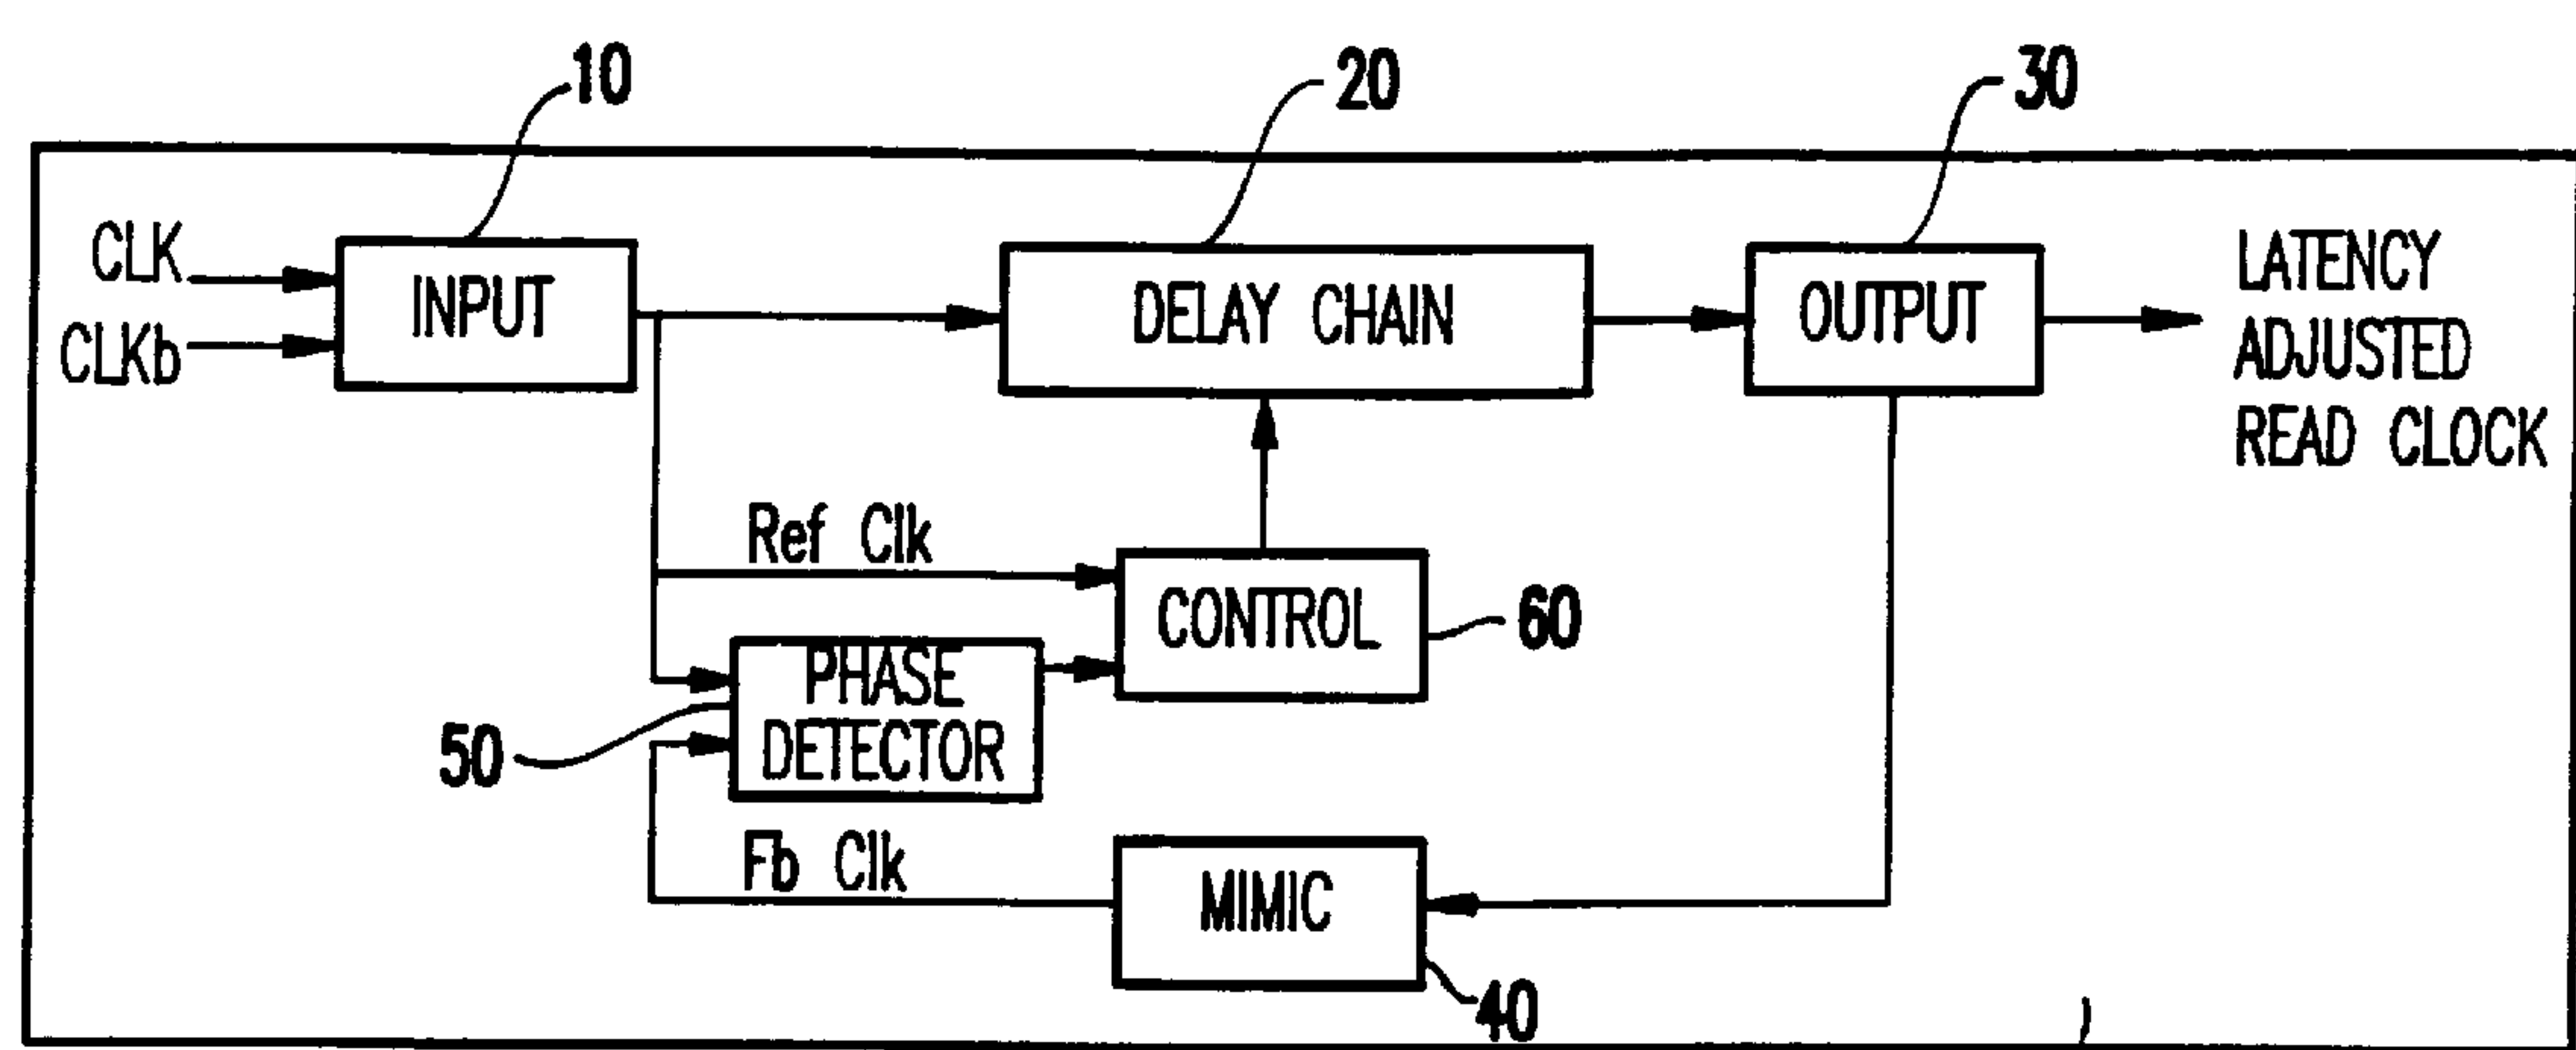 10
20
30
CLK
CLKb
INPUT
DELAY CHAIN
OUTPUT
LATENCY
ADJUSTED
READ CLOCK
Ref Clk
CONTROL
60
PHASE
DETECTOR
50
Fb Clk
MIMIC
40